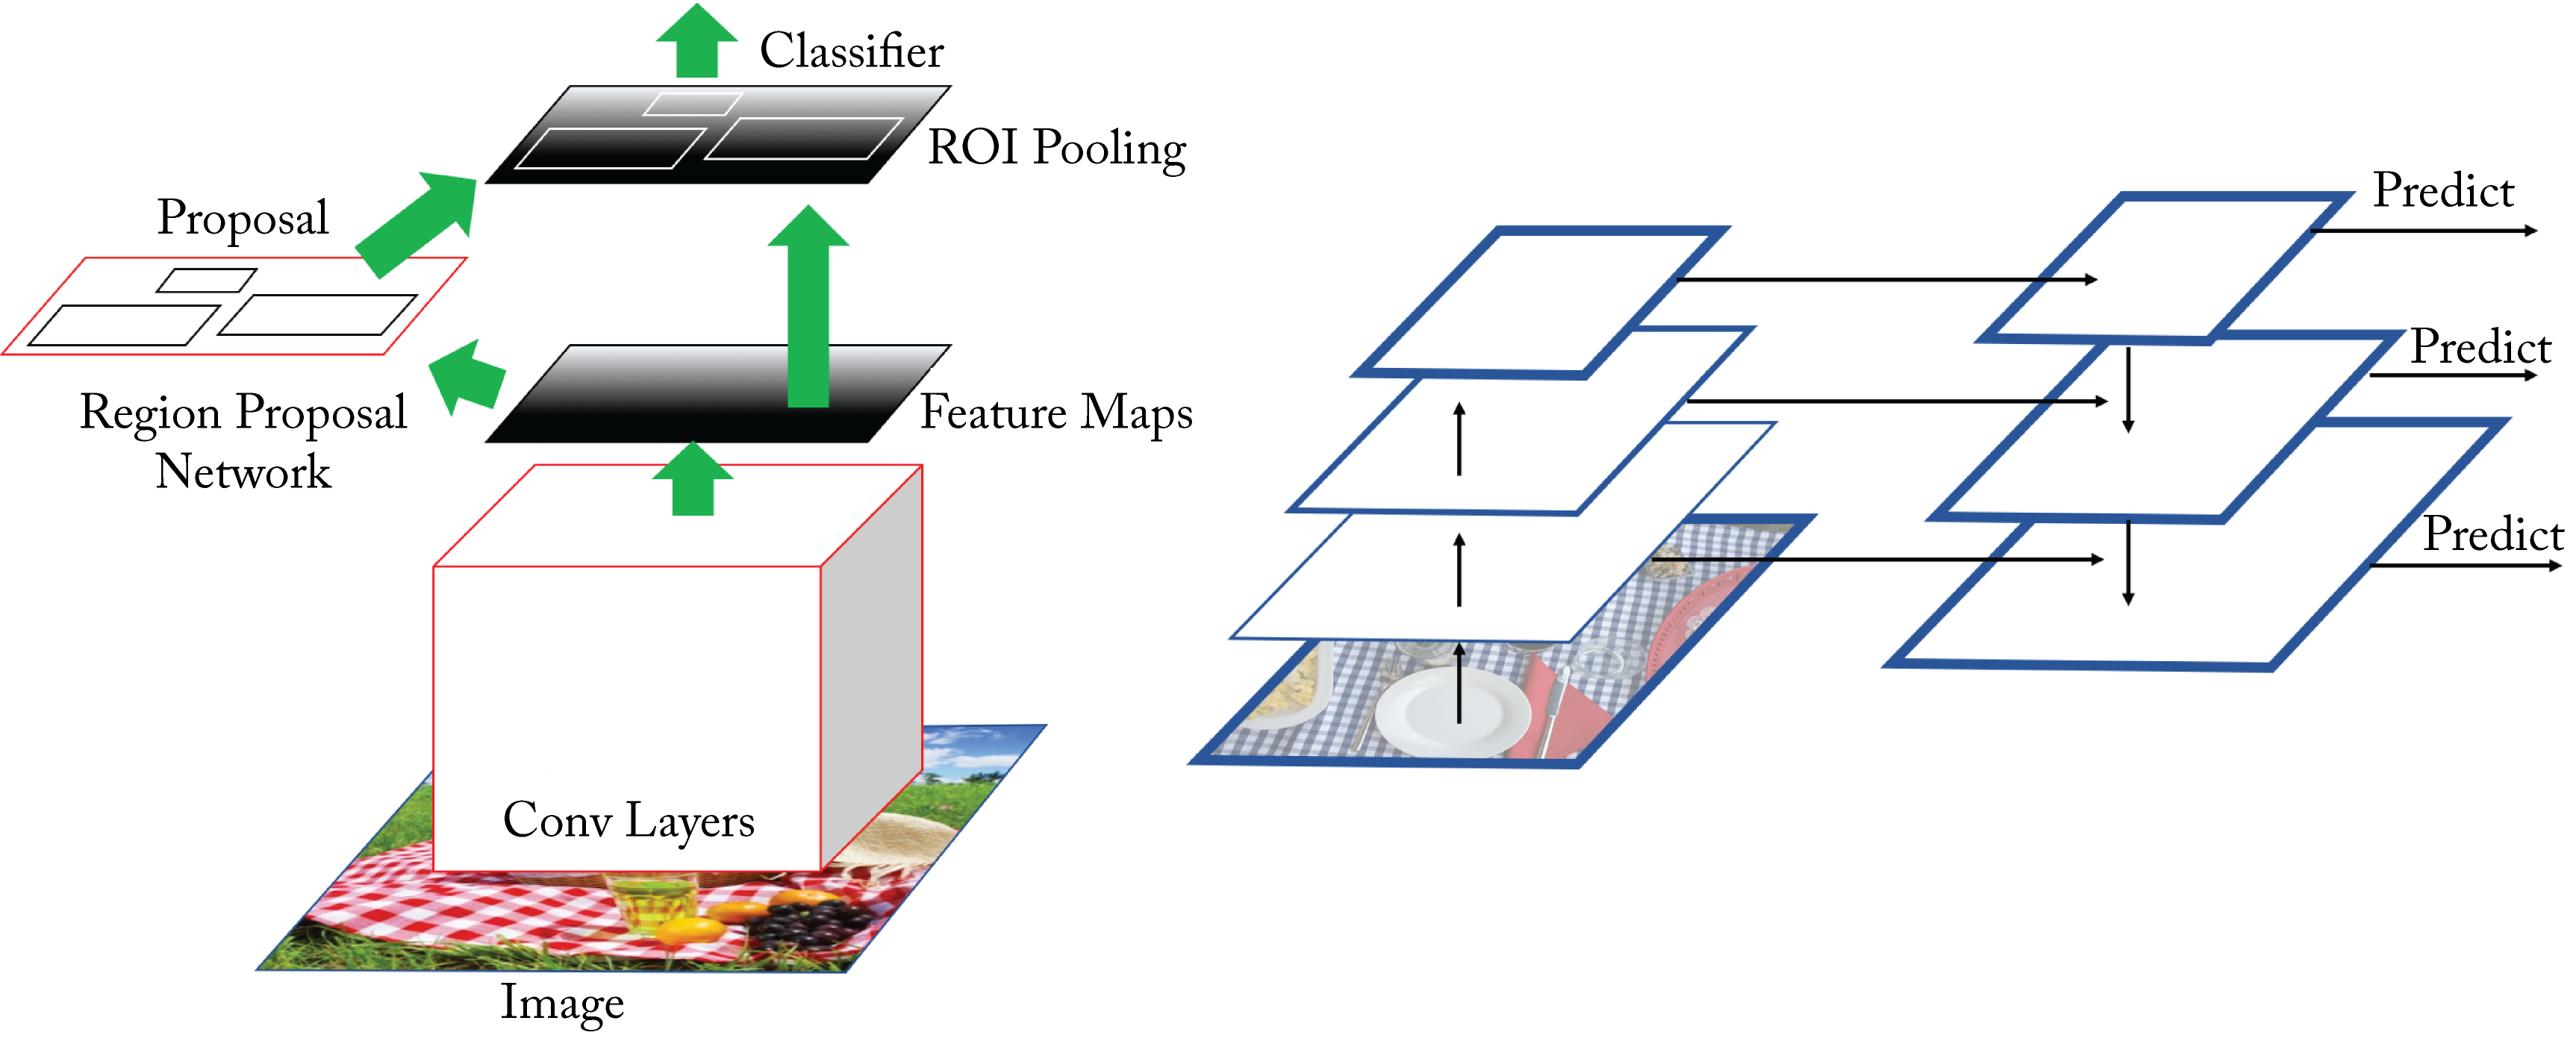 Classifier
ROI Pooling
Proposal
Region Proposal
Network
Feature Maps
Conv Layers
Image
Predict
Predict
Predict